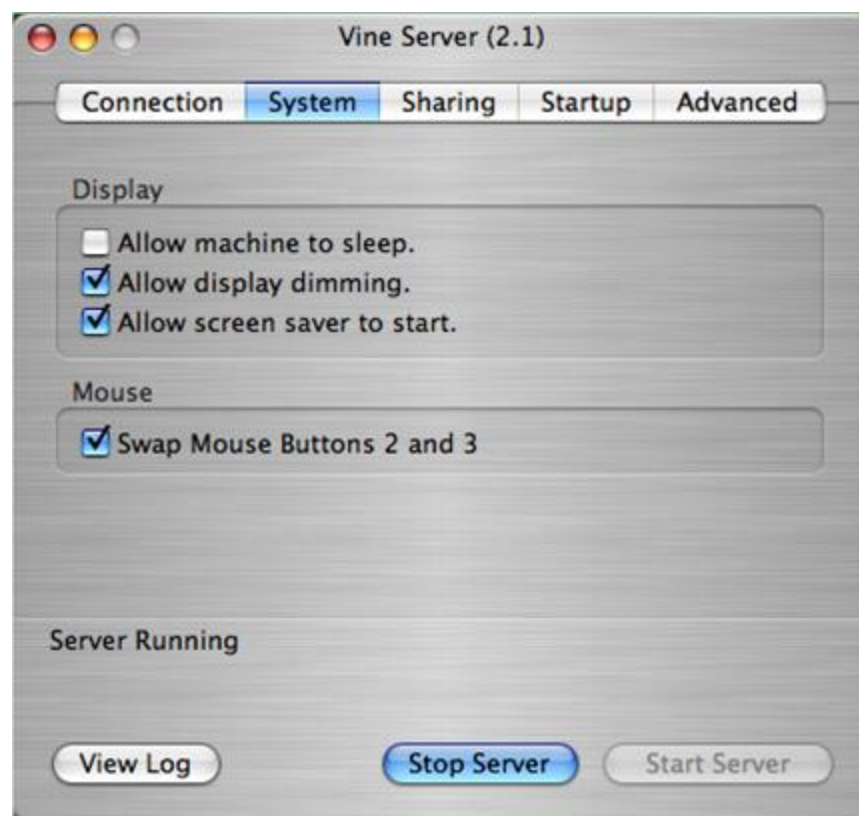 Vine Server (2.1)
Connection System Sharing Startup Advanced
Display
Allow machine to sleep.
Allow display dimming.
Allow screen saver to start.
Mouse
Swap Mouse Buttons 2 and 3
Server Running
View Log Stop Server Start Server